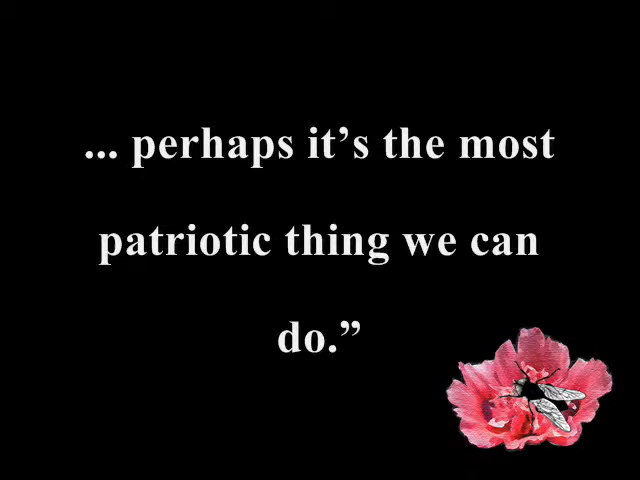 ... perhaps it’s the most
patriotic thing we can
do.”